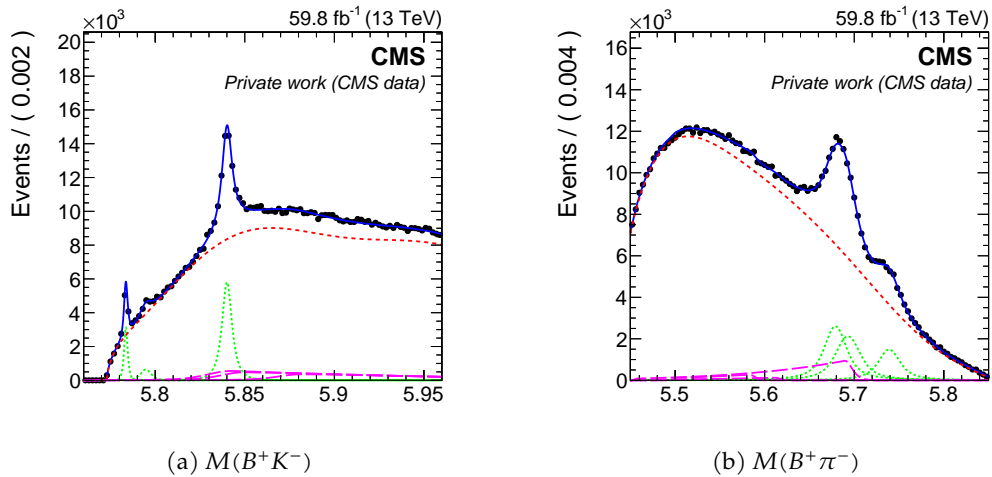 ×10³ 59.8 fb⁻¹ (13 TeV)
CMS
Private work (CMS data)
Events / ( 0.002 )
20
18
16
14
12
10
8
6
4
2
0
5.8 5.85 5.9 5.95
(a) M(B⁺K⁻)
×10³ 59.8 fb⁻¹ (13 TeV)
CMS
Private work (CMS data)
Events / ( 0.004 )
16
14
12
10
8
6
4
2
0
5.5 5.6 5.7 5.8
(b) M(B⁺π⁻)